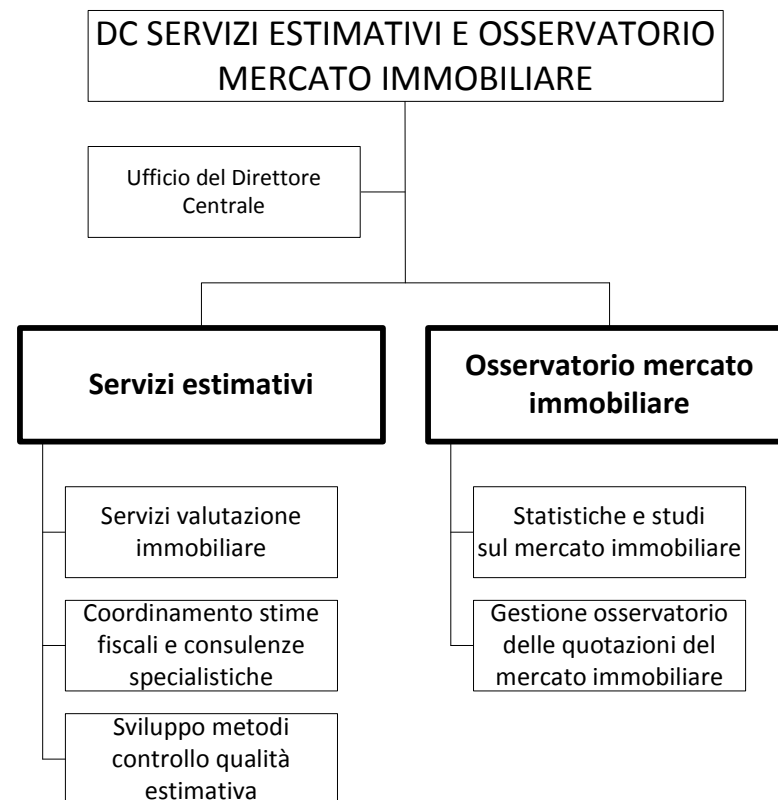 DC SERVIZI ESTIMATIVI E OSSERVATORIO
MERCATO IMMOBILIARE
Ufficio del Direttore
Centrale
Servizi estimativi
Osservatorio mercato
immobiliare
Servizi valutazione
immobiliare
Coordinamento stime
fiscali e consulenze
specialistiche
Sviluppo metodi
controllo qualità
estimativa
Statistiche e studi
sul mercato immobiliare
Gestione osservatorio
delle quotazioni del
mercato immobiliare